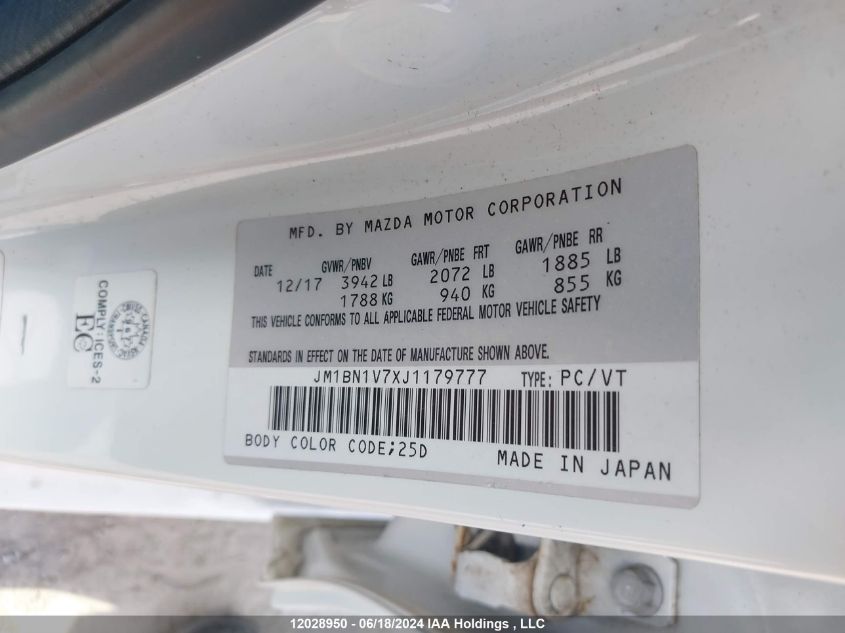 MFD. BY MAZDA MOTOR CORPORATION
DATE GVWR/PNBV GAWR/PNBE FRT GAWR/PNBE RR
12/17 3942 LB 2072 LB 1885 LB
1788 KG 940 KG 855 KG
THIS VEHICLE CONFORMS TO ALL APPLICABLE FEDERAL MOTOR VEHICLE SAFETY
STANDARDS IN EFFECT ON THE DATE OF MANUFACTURE SHOWN ABOVE.
JM1BN1V7XJ1179777 TYPE: PC/VT
BODY COLOR CODE;25D
MADE IN JAPAN
COMPLY:ICES-2
EC
CANADA
12028950 - 06/18/2024 IAA Holdings , LLC